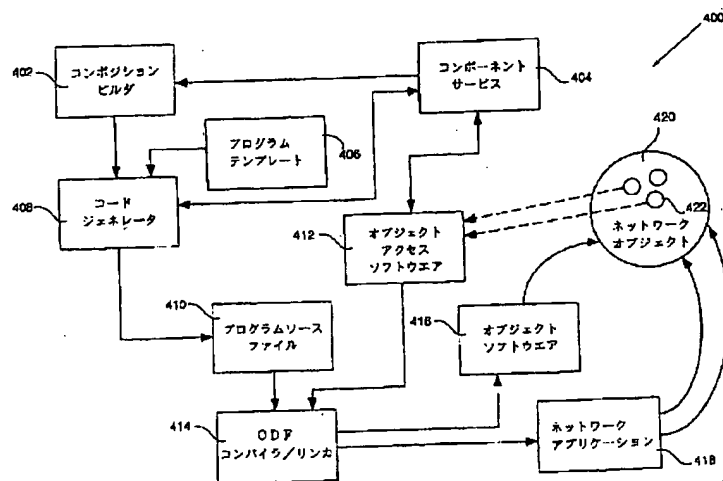 400
402
コンポジション
ビルダ
コンポーネント
サービス
404
プログラム
テンプレート
406
420
408
コード
ジェネレータ
412
オブジェクト
アクセス
ソフトウエア
422
ネットワーク
オブジェクト
410
プログラムソース
ファイル
416
オブジェクト
ソフトウエア
414
ODF
コンパイラ/リンカ
ネットワーク
アプリケーション
418